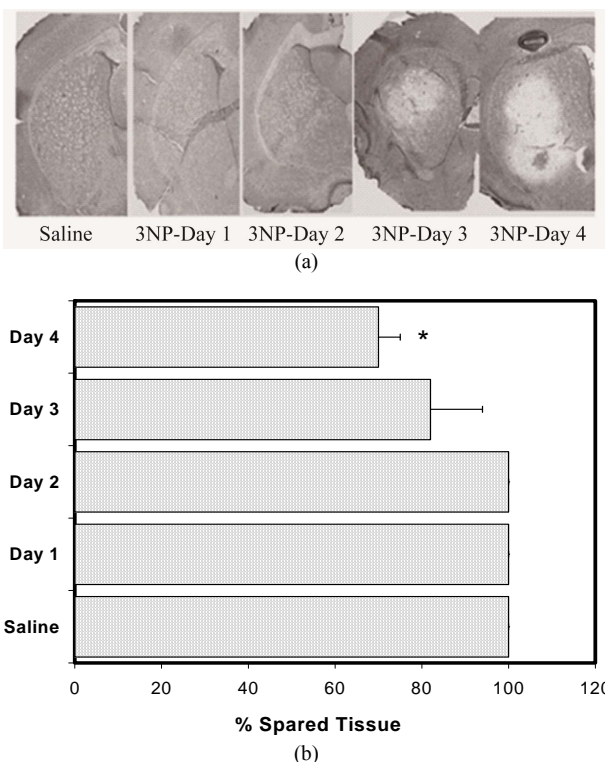 Saline 3NP-Day 1 3NP-Day 2 3NP-Day 3 3NP-Day 4
(a)
Day 4
*
Day 3
Day 2
Day 1
Saline
0 20 40 60 80 100
% Spared Tissue
(b)